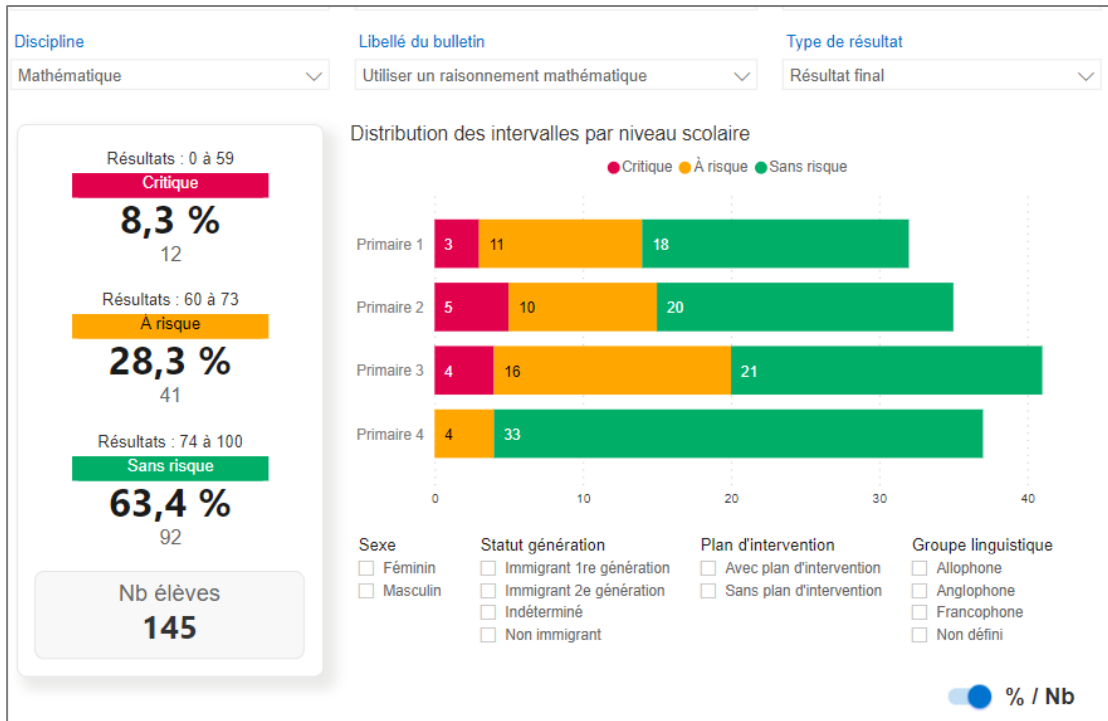 Discipline
Libellé du bulletin
Type de résultat
Mathématique
Utiliser un raisonnement mathématique
Résultat final
Résultats : 0 à 59
Critique
8,3 %
12
Résultats : 60 à 73
À risque
28,3 %
41
Résultats : 74 à 100
Sans risque
63,4 %
92
Nb élèves
145
Distribution des intervalles par niveau scolaire
Critique À risque Sans risque
Primaire 1 3 11 18
Primaire 2 5 10 20
Primaire 3 4 16 21
Primaire 4 4 33
0 10 20 30 40
Sexe
Féminin
Masculin
Statut génération
Immigrant 1re génération
Immigrant 2e génération
Indéterminé
Non immigrant
Plan d'intervention
Avec plan d'intervention
Sans plan d'intervention
Groupe linguistique
Allophone
Anglophone
Francophone
Non défini
% / Nb